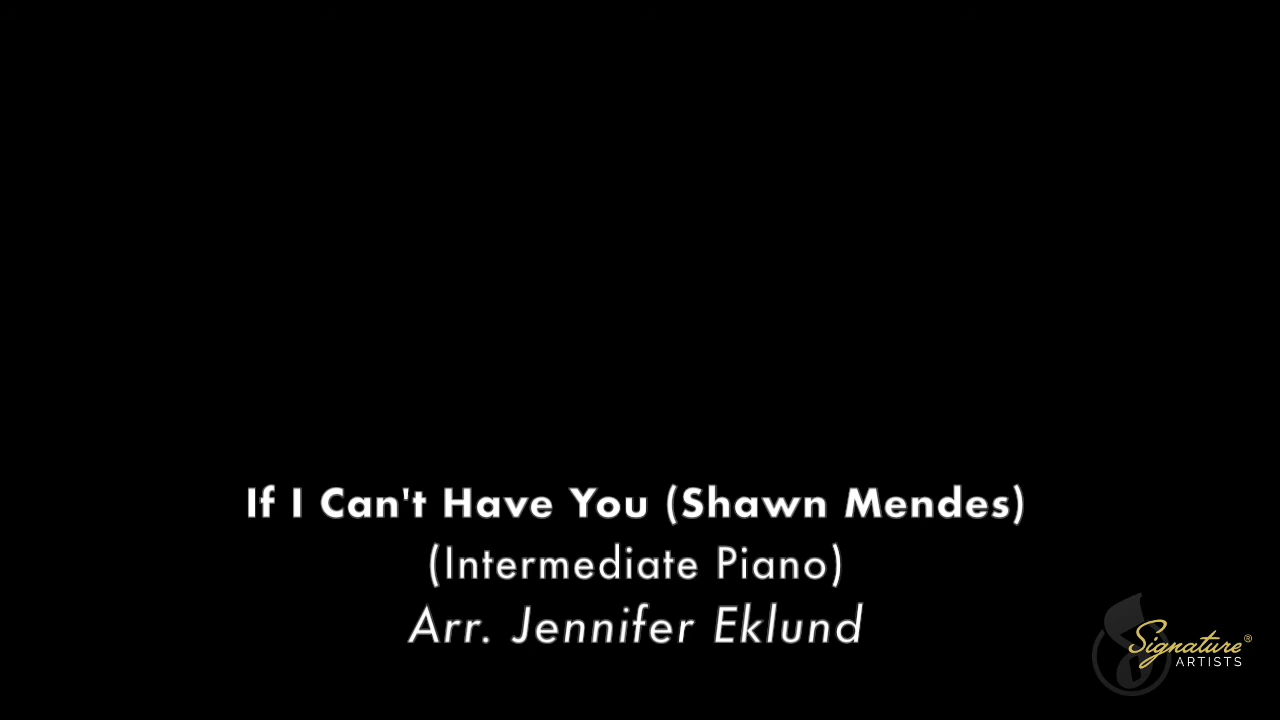 If I Can't Have You (Shawn Mendes)
(Intermediate Piano)
Arr. Jennifer Eklund
Signature®
ARTISTS